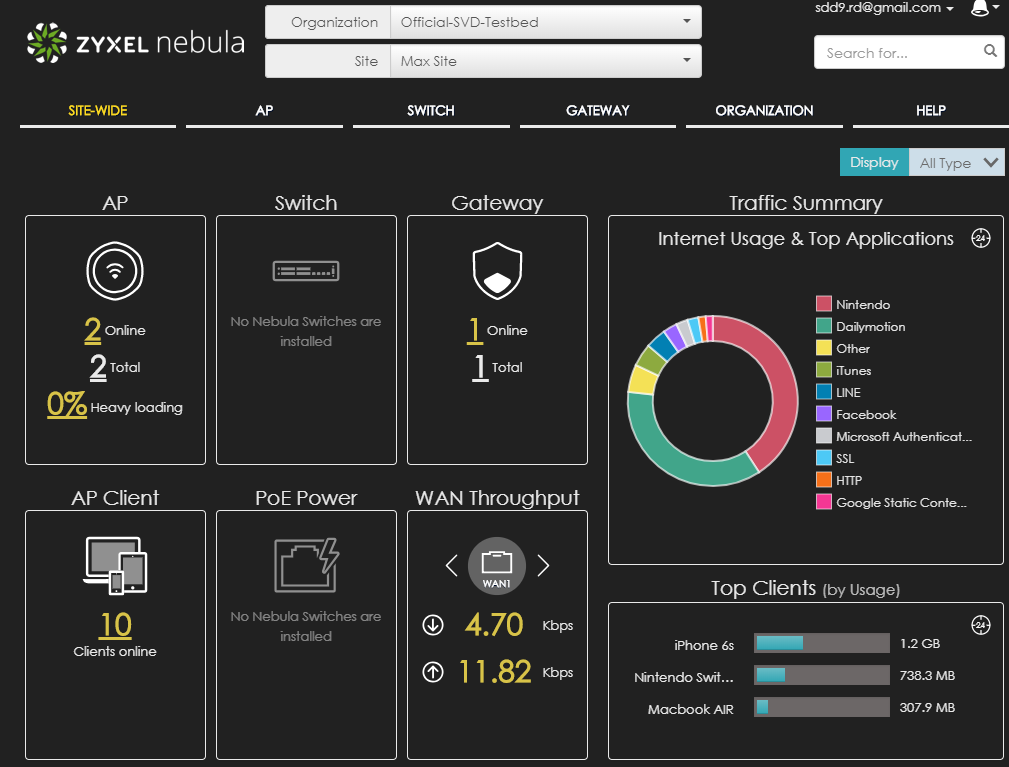 sdd9.rd@gmail.com
ZYXEL nebula
Organization Official-SVD-Testbed
Site Max Site
Search for...
SITE-WIDE AP SWITCH GATEWAY ORGANIZATION HELP
Display All Type
AP
2 Online
2 Total
0% Heavy loading
Switch
No Nebula Switches are
installed
Gateway
1 Online
1 Total
Traffic Summary
Internet Usage & Top Applications
24
Nintendo
Dailymotion
Other
iTunes
LINE
Facebook
Microsoft Authenticat...
SSL
HTTP
Google Static Conte...
AP Client
10
Clients online
PoE Power
No Nebula Switches are
installed
WAN Throughput
WAN1
4.70 Kbps
11.82 Kbps
Top Clients (by Usage)
24
iPhone 6s 1.2 GB
Nintendo Swit... 738.3 MB
Macbook AIR 307.9 MB